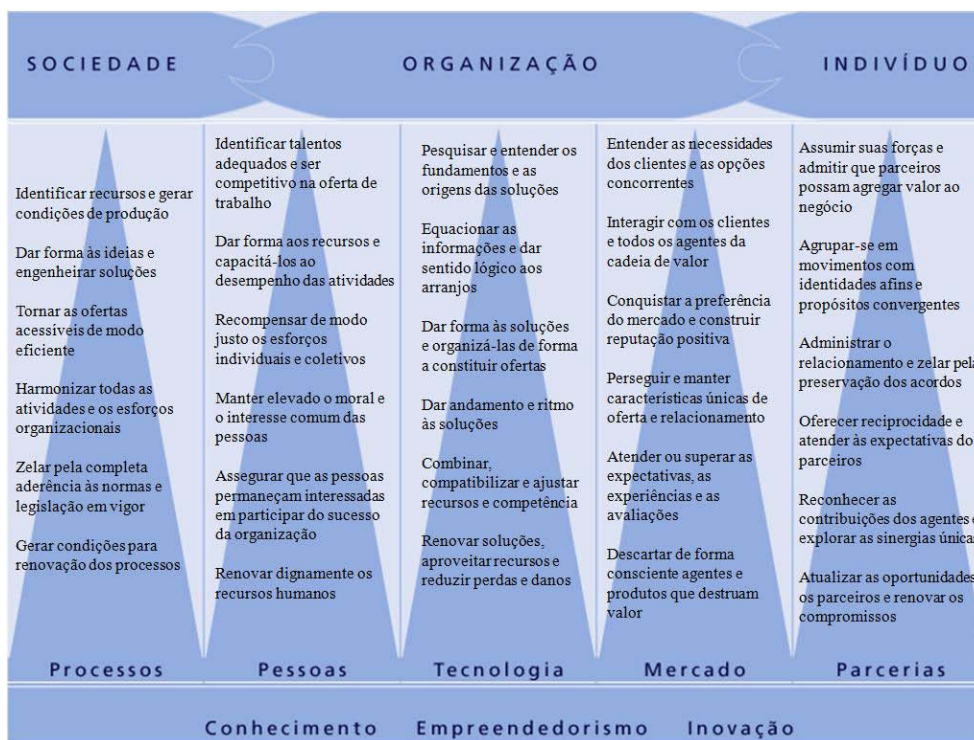 SOCIEDADE
ORGANIZAÇÃO
INDIVÍDUO
Identificar recursos e gerar
condições de produção
Dar forma às ideias e
engenheirar soluções
Tornar as ofertas
acessíveis de modo
eficiente
Harmonizar todas as
atividades e os esforços
organizacionais
Zelar pela completa
aderência às normas e
legislação em vigor
Gerar condições para
renovação dos processos
Processos
Identificar talentos
adequados e ser
competitivo na oferta de
trabalho
Dar forma aos recursos e
capacitá-los ao
desempenho das atividades
Recompensar de modo
justo os esforços
individuais e coletivos
Manter elevado o moral e
o interesse comum das
pessoas
Assegurar que as pessoas
permaneçam interessadas
em participar do sucesso
da organização
Renovar dignamente os
recursos humanos
Pessoas
Pesquisar e entender os
fundamentos e as
origens das soluções
Equacionar as
informações e dar
sentido lógico aos
arranjos
Dar forma às soluções
e organizá-las de forma
a constituir ofertas
Dar andamento e ritmo
às soluções
Combinar,
compatibilizar e ajustar
recursos e competência
Renovar soluções,
aproveitar recursos e
reduzir perdas e danos
Tecnologia
Entender as necessidades
dos clientes e as opções
concorrentes
Interagir com os clientes
e todos os agentes da
cadeia de valor
Conquistar a preferência
do mercado e construir
reputação positiva
Perseguir e manter
características únicas de
oferta e relacionamento
Atender ou superar as
expectativas, as
experiências e as
avaliações
Descartar de forma
consciente agentes e
produtos que destruam
valor
Mercado
Assumir suas forças e
admitir que parceiros
possam agregar valor ao
negócio
Agrupar-se em
movimentos com
identidades afins e
propósitos convergentes
Administrar o
relacionamento e zelar pela
preservação dos acordos
Oferecer reciprocidade e
atender às expectativas dos
parceiros
Reconhecer as
contribuições dos agentes e
explorar as sinergias únicas
Atualizar as oportunidades
os parceiros e renovar os
compromissos
Parcerias
Conhecimento Empreendedorismo Inovação